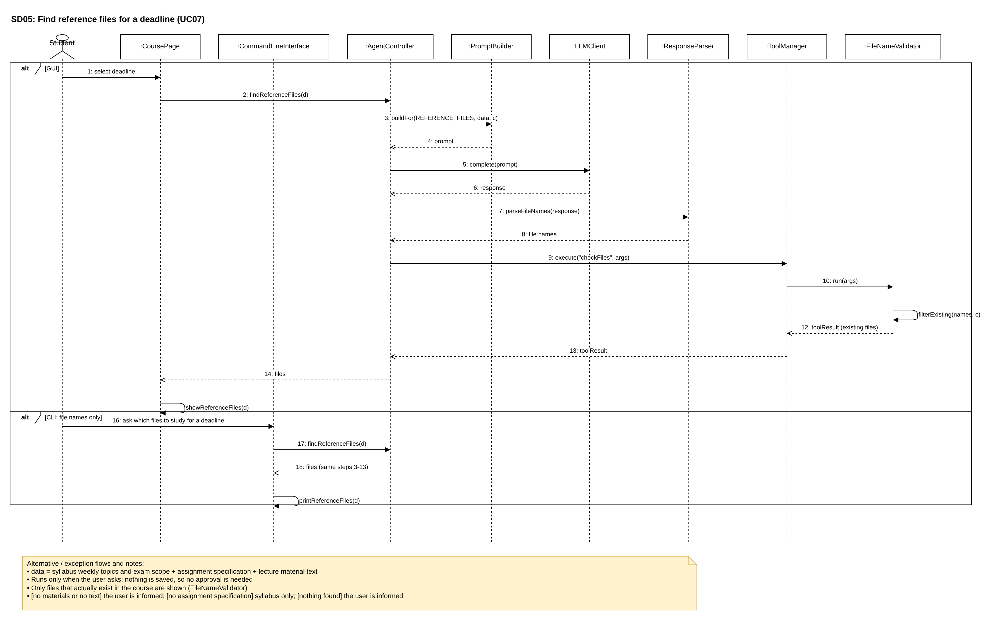 SD05: Find reference files for a deadline (UC07)
Student
:CoursePage
:CommandLineInterface
:AgentController
:PromptBuilder
:LLMClient
:ResponseParser
:ToolManager
:FileNameValidator
alt
[GUI]
1: select deadline
2: findReferenceFiles(d)
3: buildFor(REFERENCE_FILES, data, c)
4: prompt
5: complete(prompt)
6: response
7: parseFileNames(response)
8: file names
9: execute("checkFiles", args)
10: run(args)
filterExisting(names, c)
12: toolResult (existing files)
13: toolResult
14: files
showReferenceFiles(d)
alt
[CLI: file names only]
16: ask which files to study for a deadline
17: findReferenceFiles(d)
18: files (same steps 3-13)
printReferenceFiles(d)
Alternative / exception flows and notes:
• data = syllabus weekly topics and exam scope + assignment specification + lecture material text
• Runs only when the user asks; nothing is saved, so no approval is needed
• Only files that actually exist in the course are shown (FileNameValidator)
• [no materials or no text] the user is informed; [no assignment specification] syllabus only; [nothing found] the user is informed